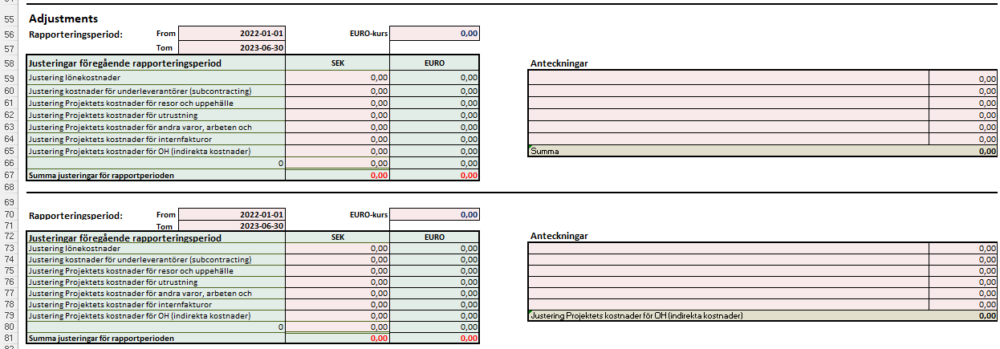 55 Adjustments
56 Rapporteringsperiod: From 2022-01-01 EURO-kurs 0,00
57 Tom 2023-06-30
58 Justeringar föregående rapporteringsperiod SEK EURO Anteckningar
59 Justering lönekostnader 0,00 0,00 0,00
60 Justering kostnader för underleverantörer (subcontracting) 0,00 0,00 0,00
61 Justering Projektets kostnader för resor och uppehälle 0,00 0,00 0,00
62 Justering Projektets kostnader för utrustning 0,00 0,00 0,00
63 Justering Projektets kostnader för andra varor, arbeten och 0,00 0,00 0,00
64 Justering Projektets kostnader för internfakturor 0,00 0,00 0,00
65 Justering Projektets kostnader för OH (indirekta kostnader) 0,00 0,00 Summa 0,00
66 0 0,00 0,00
67 Summa justeringar för rapportperioden 0,00 0,00
68
69
70 Rapporteringsperiod: From 2022-01-01 EURO-kurs 0,00
71 Tom 2023-06-30
72 Justeringar föregående rapporteringsperiod SEK EURO Anteckningar
73 Justering lönekostnader 0,00 0,00 0,00
74 Justering kostnader för underleverantörer (subcontracting) 0,00 0,00 0,00
75 Justering Projektets kostnader för resor och uppehälle 0,00 0,00 0,00
76 Justering Projektets kostnader för utrustning 0,00 0,00 0,00
77 Justering Projektets kostnader för andra varor, arbeten och 0,00 0,00 0,00
78 Justering Projektets kostnader för internfakturor 0,00 0,00 0,00
79 Justering Projektets kostnader för OH (indirekta kostnader) 0,00 0,00 Justering Projektets kostnader för OH (indirekta kostnader) 0,00
80 0 0,00 0,00
81 Summa justeringar för rapportperioden 0,00 0,00